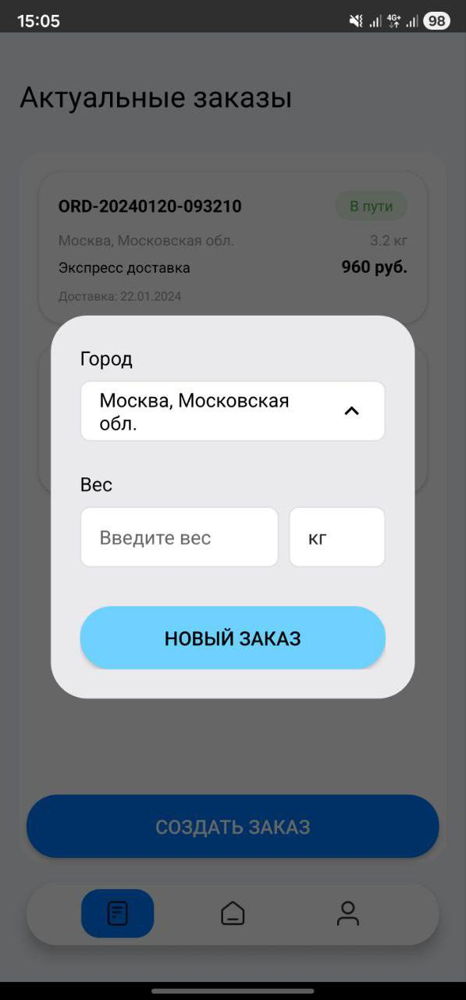 15:05
4G+
98
Актуальные заказы
ORD-20240120-093210
В пути
Москва, Московская обл.
3.2 кг
Экспресс доставка
960 руб.
Доставка: 22.01.2024
Город
Москва, Московская
обл.
Вес
Введите вес
кг
НОВЫЙ ЗАКАЗ
СОЗДАТЬ ЗАКАЗ